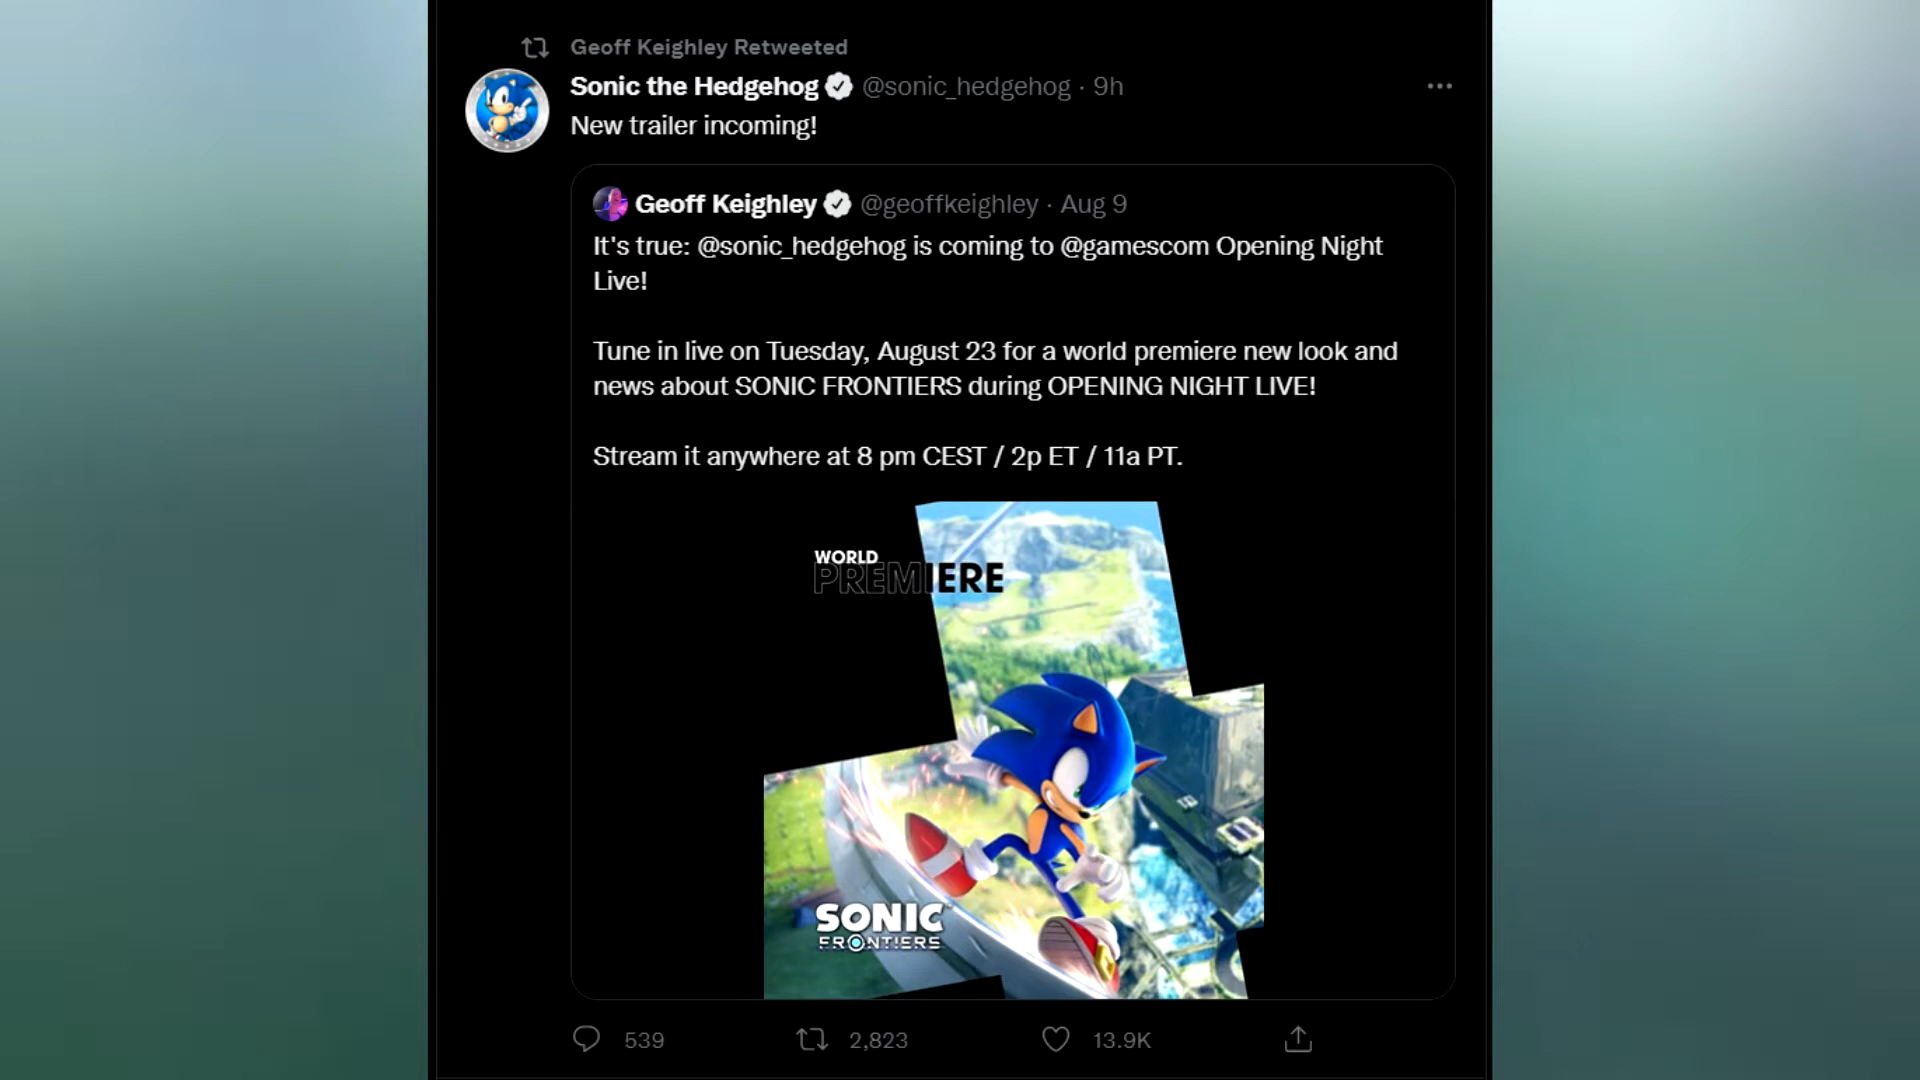 Geoff Keighley Retweeted
Sonic the Hedgehog @sonic_hedgehog · 9h
New trailer incoming!
Geoff Keighley @geoffkeighley · Aug 9
It's true: @sonic_hedgehog is coming to @gamescom Opening Night
Live!
Tune in live on Tuesday, August 23 for a world premiere new look and
news about SONIC FRONTIERS during OPENING NIGHT LIVE!
Stream it anywhere at 8 pm CEST / 2p ET / 11a PT.
WORLD
PREMIERE
SONIC
FRONTIERS
539 2,823 13.9K